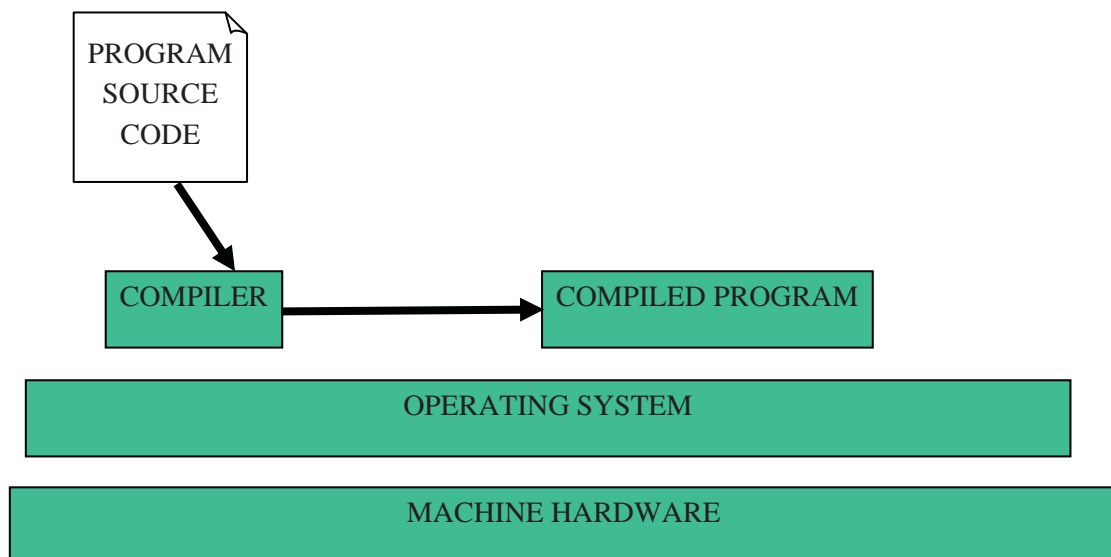 PROGRAM
SOURCE
CODE
COMPILER
COMPILED PROGRAM
OPERATING SYSTEM
MACHINE HARDWARE